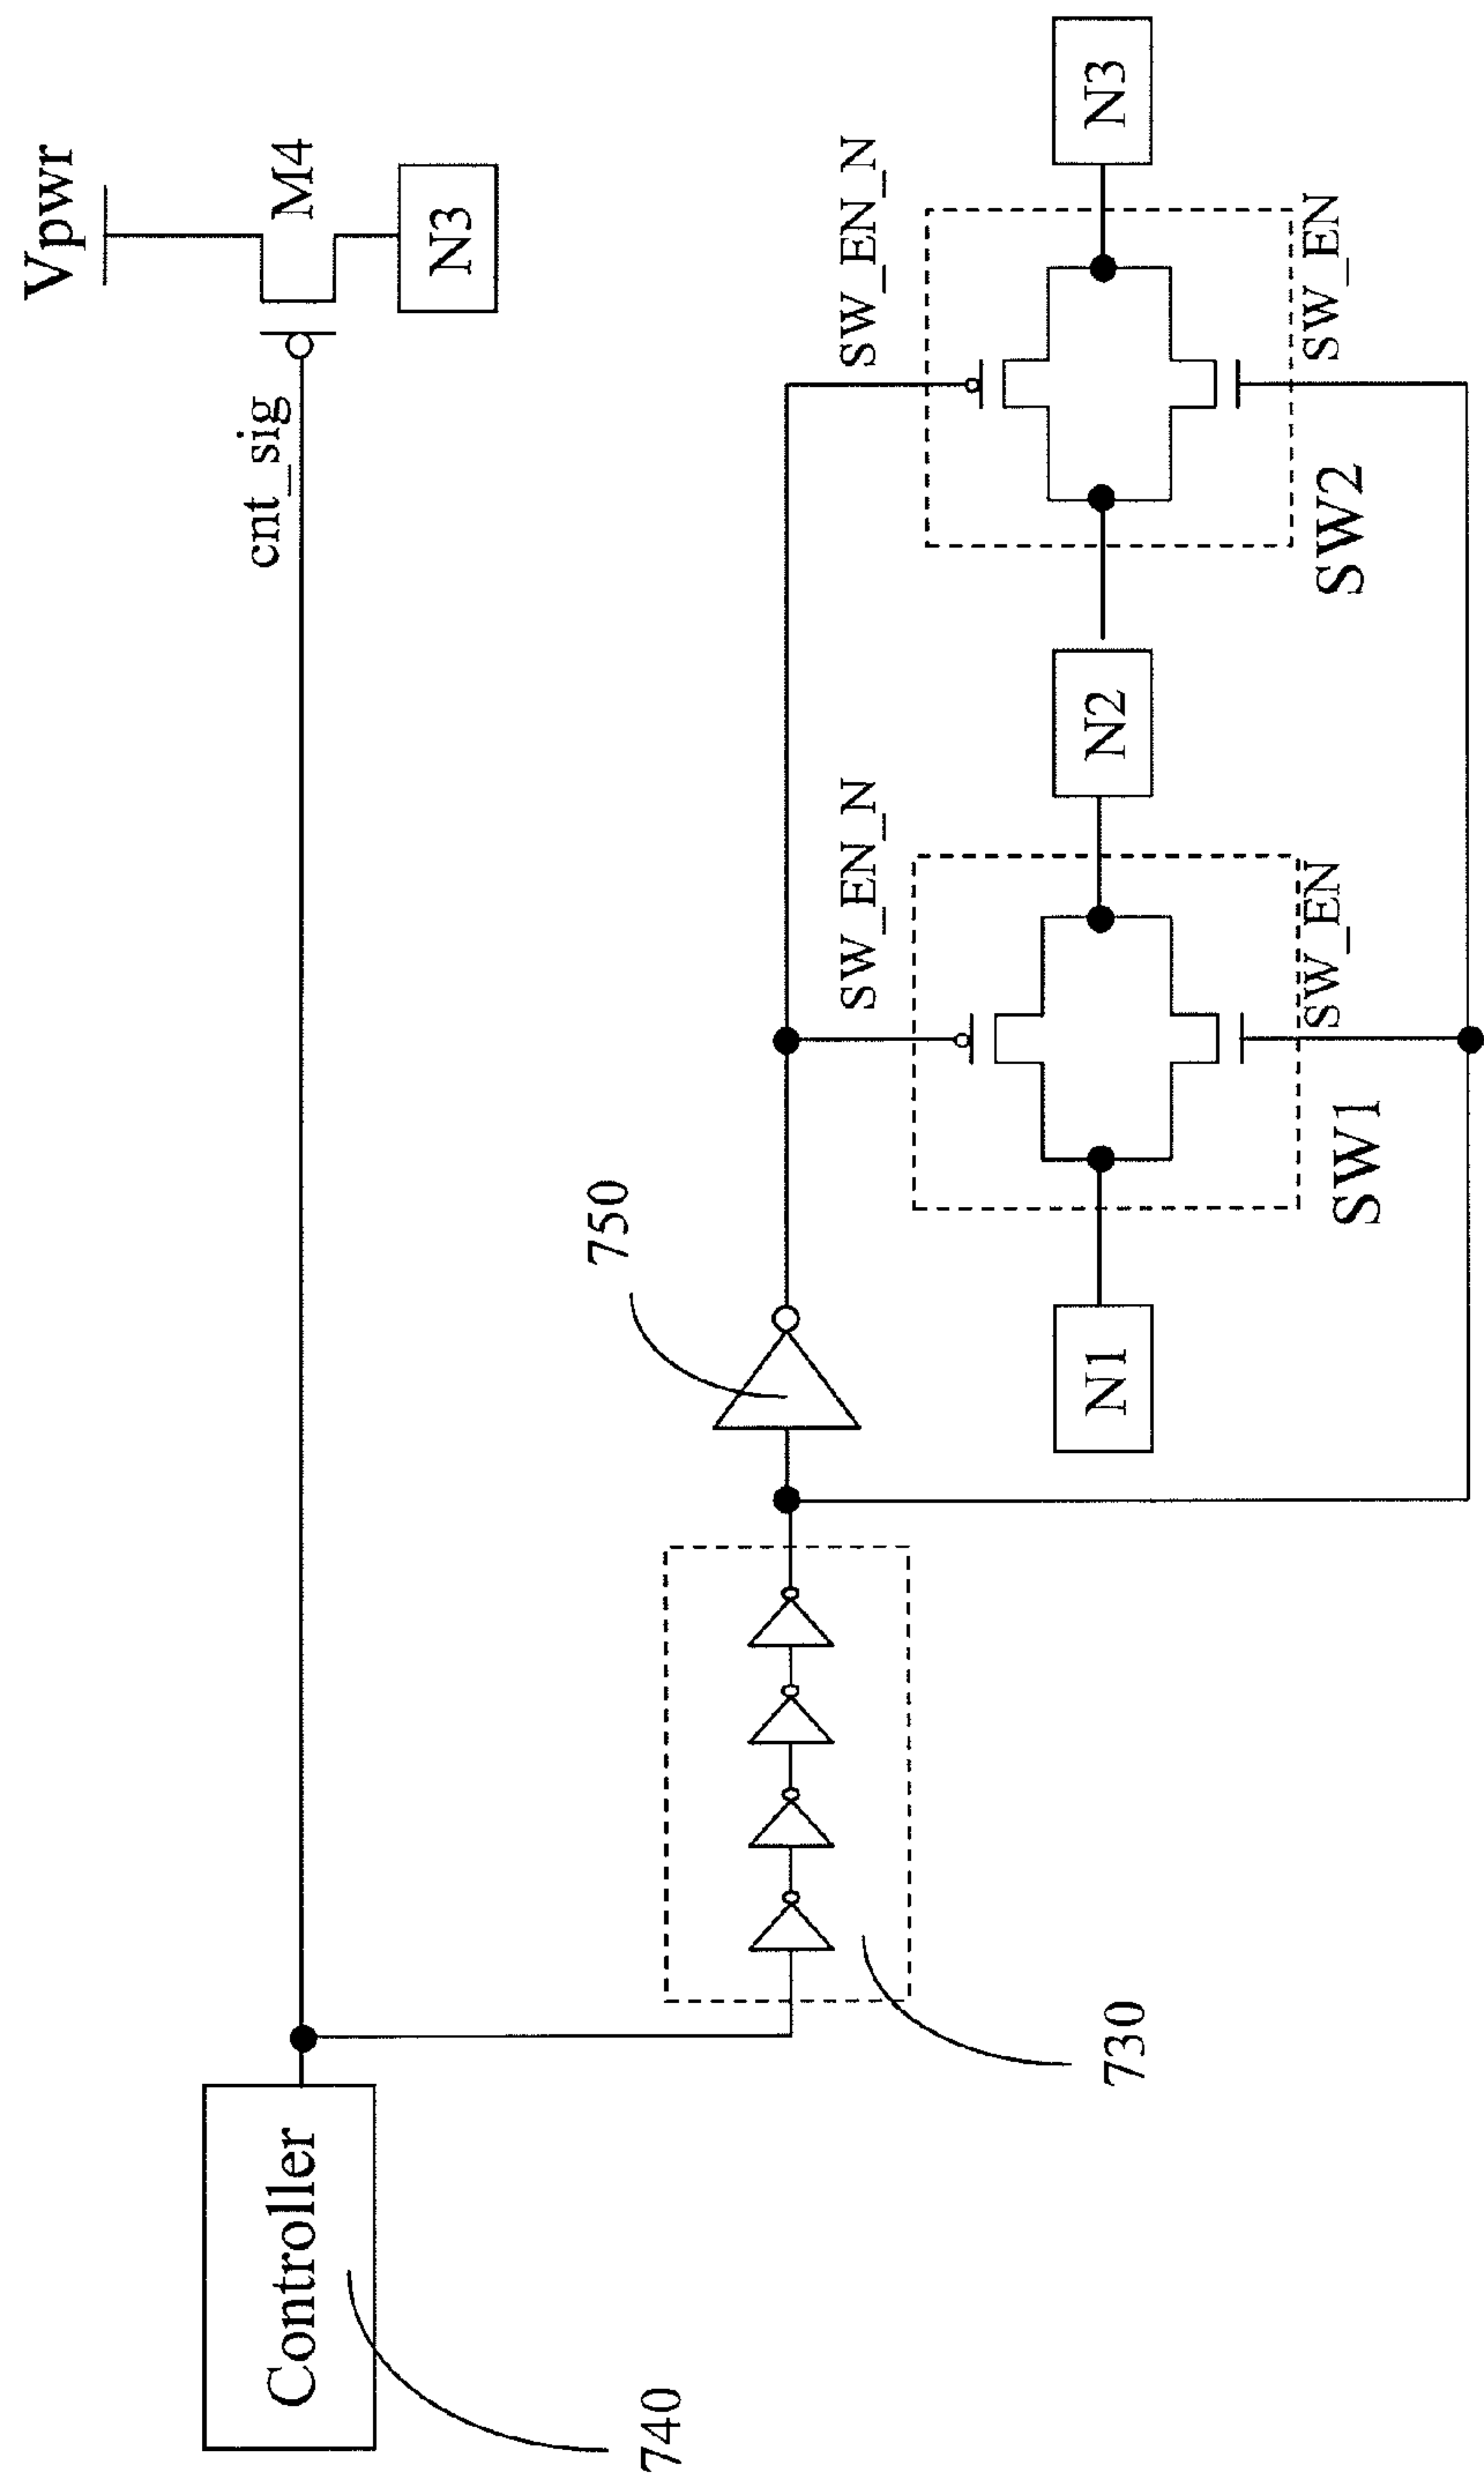 Vpwr
M4
N3
cnt_sig
Controller
740
730
750
SW_EN_N
SW_EN_N
N1
N2
N3
SW_EN
SW_EN
SW1
SW2